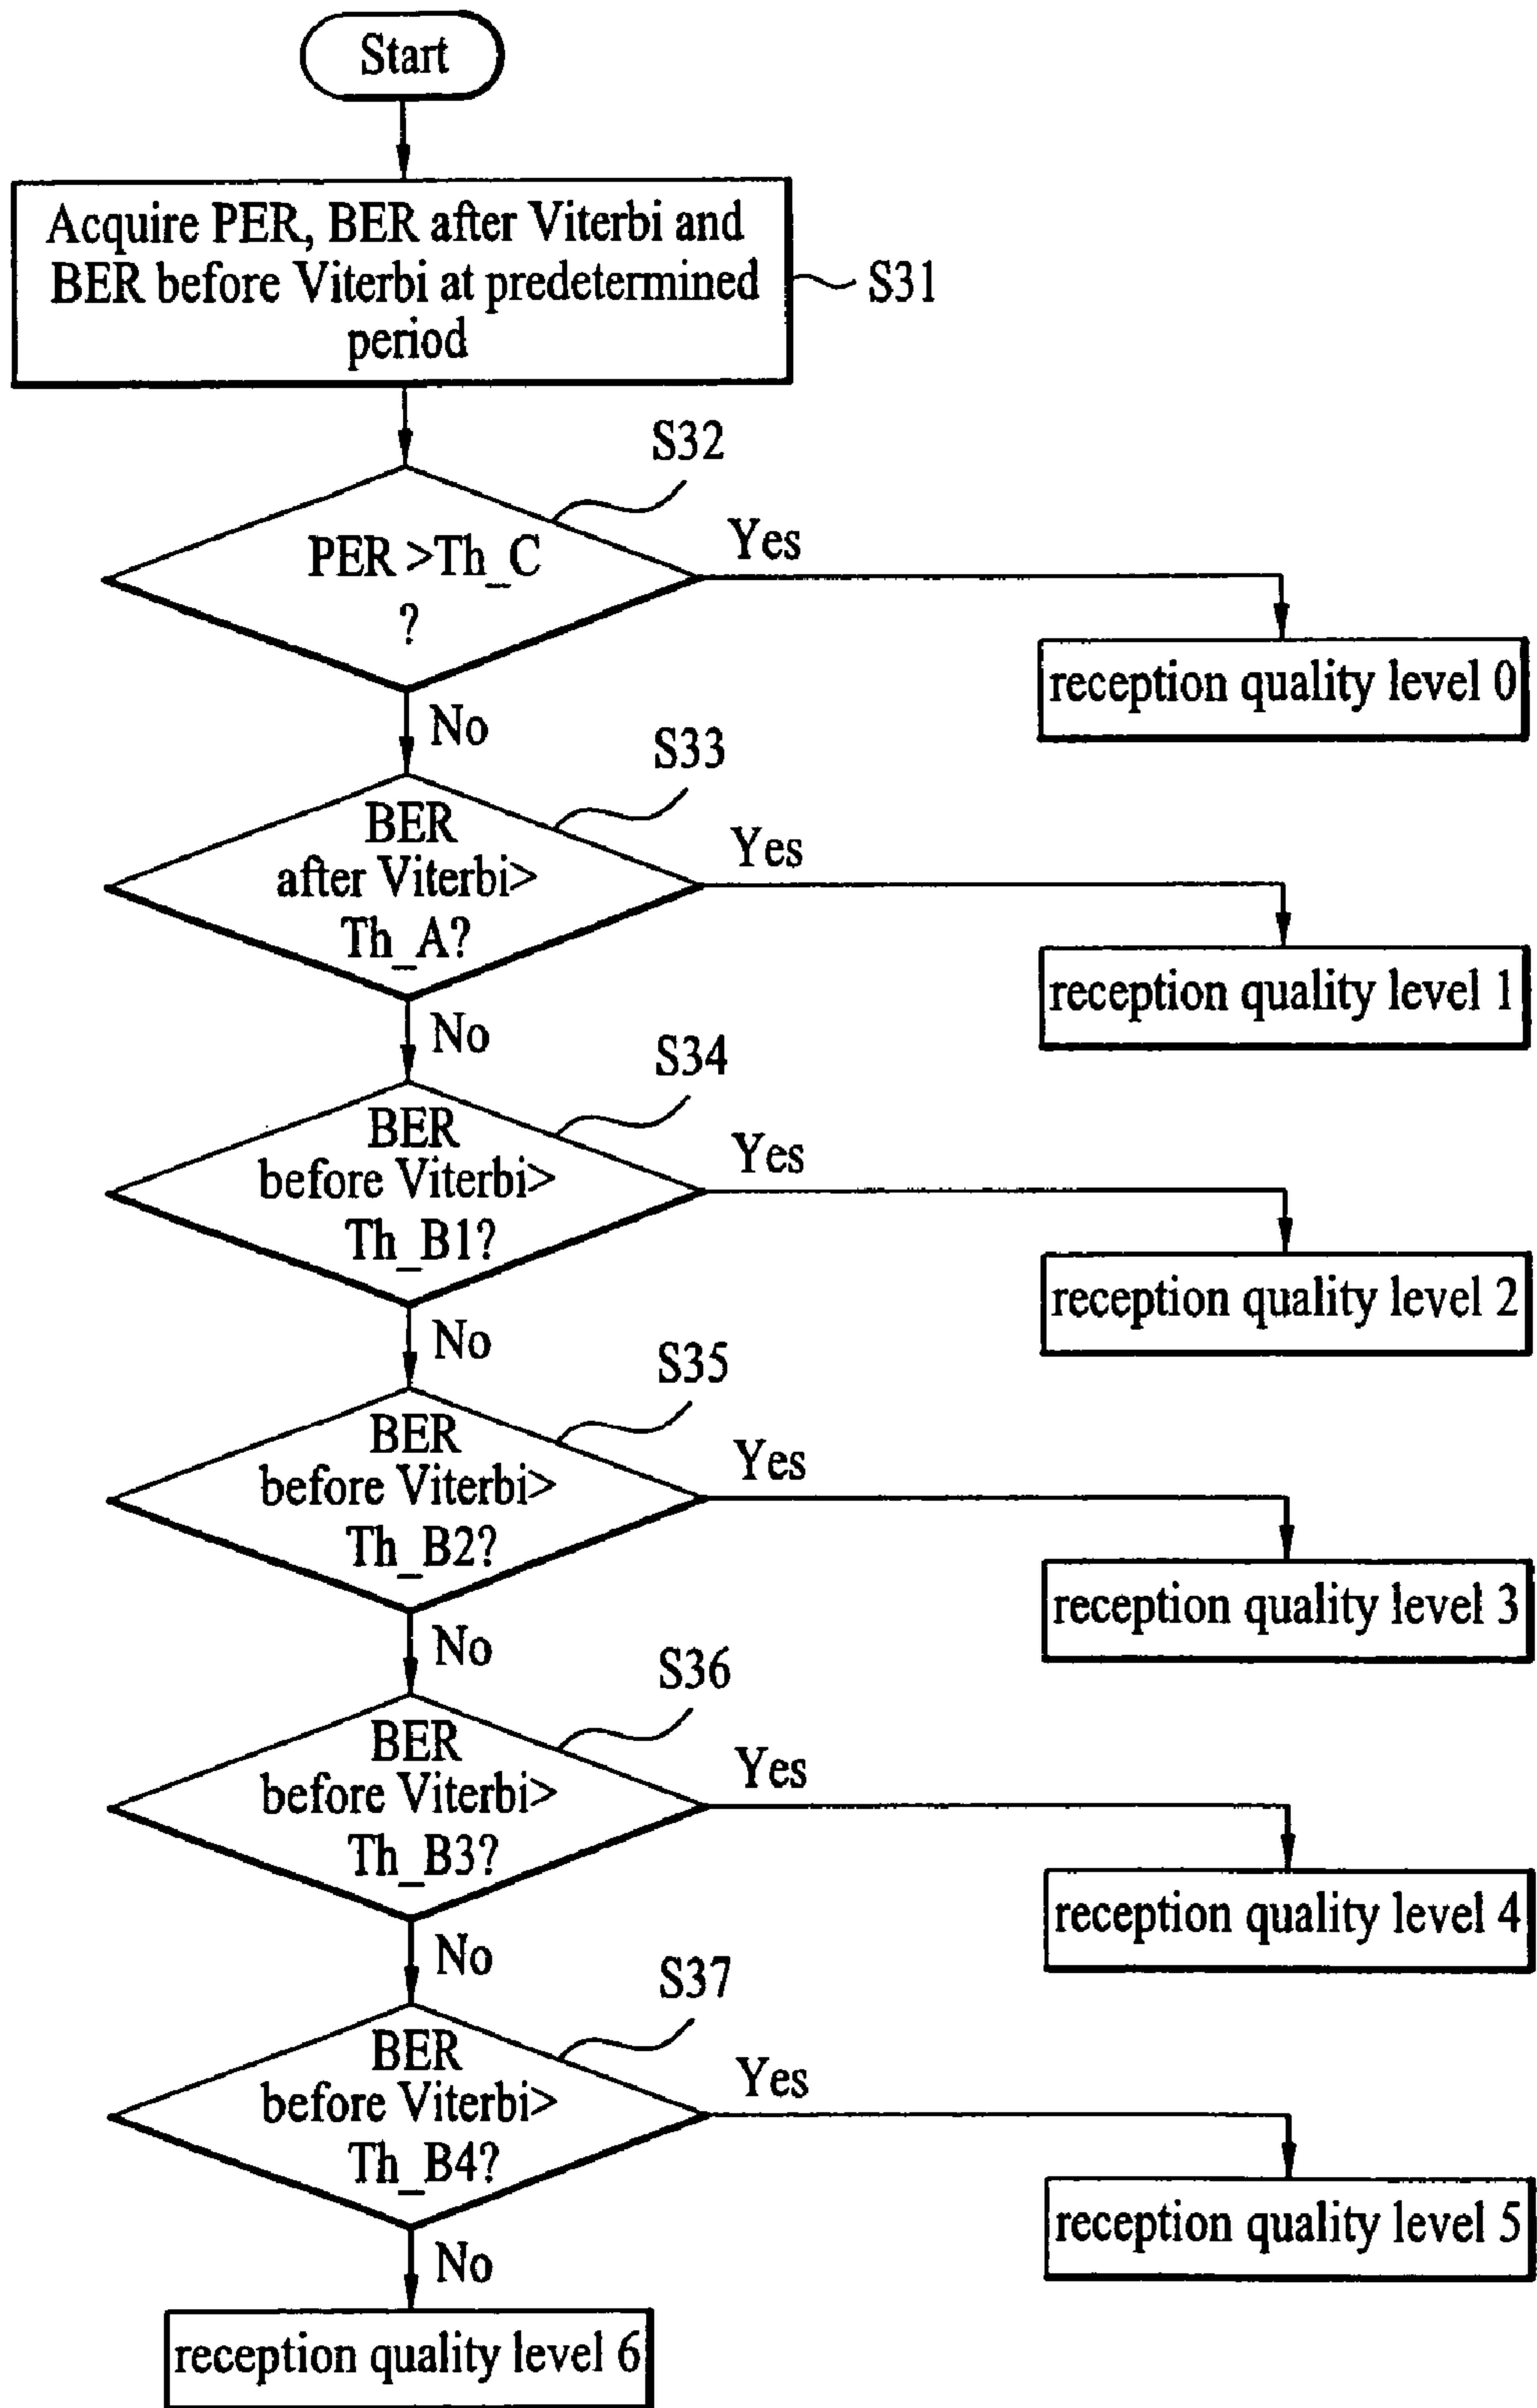 Start
Acquire PER, BER after Viterbi and
BER before Viterbi at predetermined
period
S31
S32
PER >Th_C
?
Yes
reception quality level 0
No
S33
BER
after Viterbi>
Th_A?
Yes
reception quality level 1
No
S34
BER
before Viterbi>
Th_B1?
Yes
reception quality level 2
No
S35
BER
before Viterbi>
Th_B2?
Yes
reception quality level 3
No
S36
BER
before Viterbi>
Th_B3?
Yes
reception quality level 4
No
S37
BER
before Viterbi>
Th_B4?
Yes
reception quality level 5
No
reception quality level 6